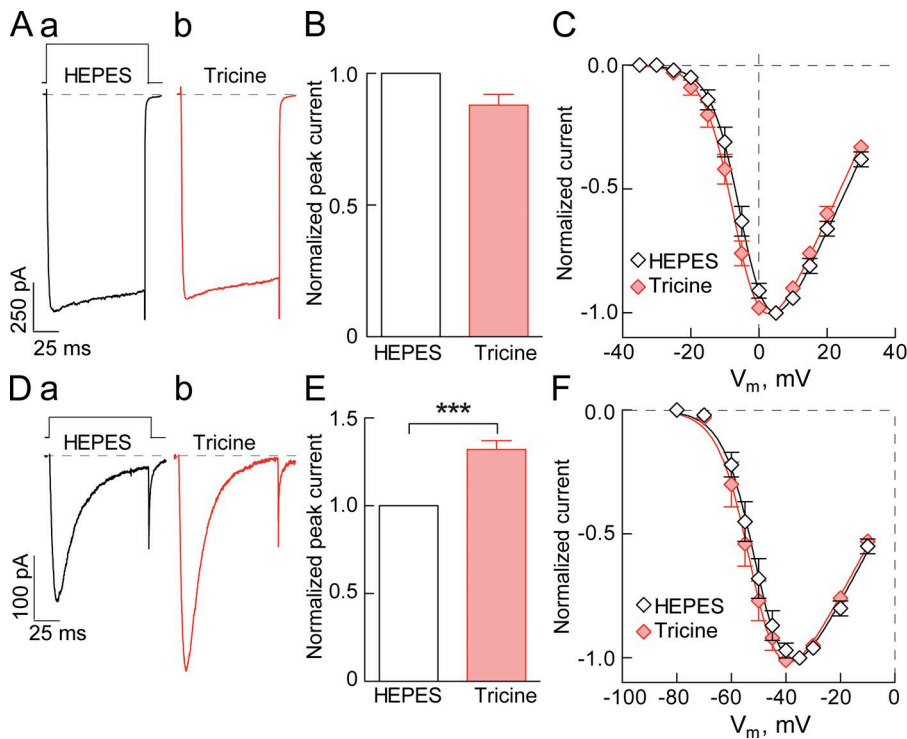 A a b
HEPES
Tricine
250 pA
25 ms
B
Normalized peak current
1.0
0.5
0
HEPES Tricine
C
Normalized current
0.0
-0.5
-1.0
HEPES
Tricine
-40 -20 0 20 40
Vm, mV
D a b
HEPES
Tricine
100 pA
25 ms
E
Normalized peak current
1.5
1.0
0.5
0
***
HEPES Tricine
F
Normalized current
0.0
-0.5
-1.0
HEPES
Tricine
-100 -80 -60 -40 -20 0
Vm, mV